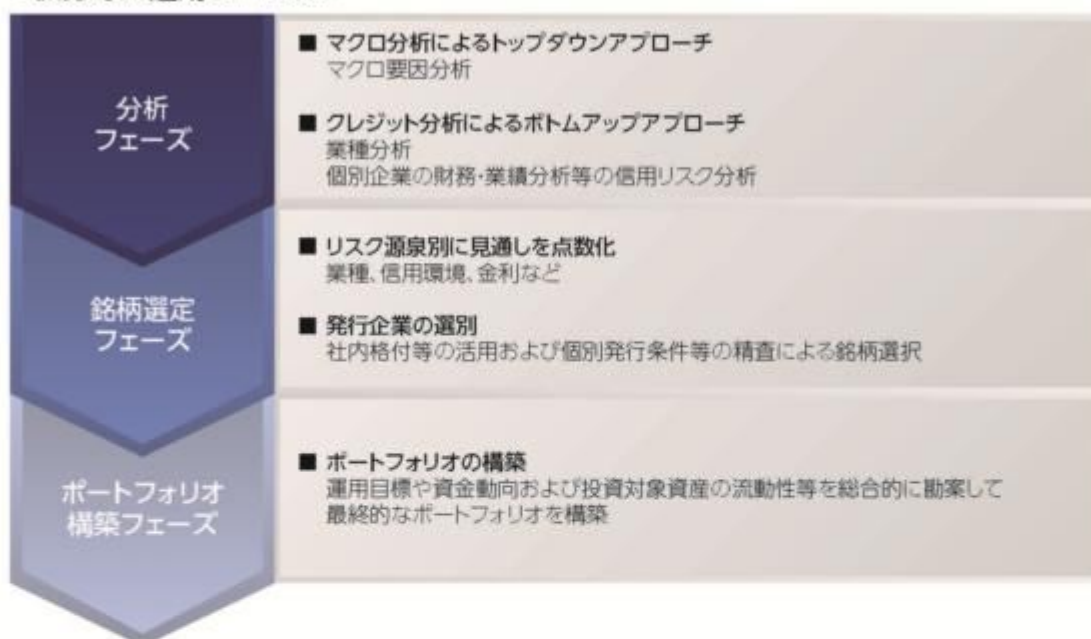 分析
フェーズ
■ マクロ分析によるトップダウンアプローチ
マクロ要因分析
■ クレジット分析によるボトムアップアプローチ
業種分析
個別企業の財務・業績分析等の信用リスク分析
銘柄選定
フェーズ
■ リスク源泉別に見通しを点数化
業種、信用環境、金利など
■ 発行企業の選別
社内格付等の活用および個別発行条件等の精査による銘柄選択
ポートフォリオ
構築フェーズ
■ ポートフォリオの構築
運用目標や資金動向および投資対象資産の流動性等を総合的に勘案して
最終的なポートフォリオを構築